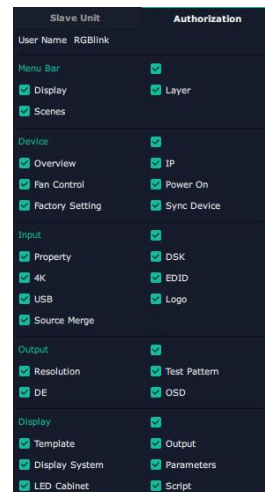 Slave Unit Authorization
User Name RGBlink
Menu Bar
Display Layer
Scenes
Device
Overview IP
Fan Control Power On
Factory Setting Sync Device
Input
Property DSK
4K EDID
USB Logo
Source Merge
Output
Resolution Test Pattern
DE OSD
Display
Template Output
Display System Parameters
LED Cabinet Script